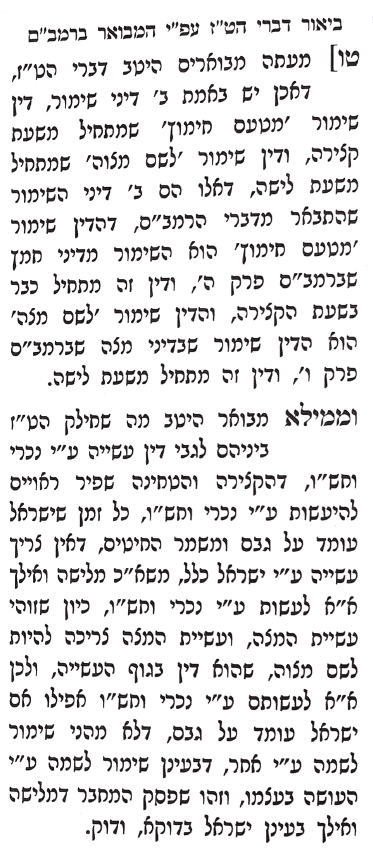 ביאור דברי הט"ז עפ"י המבואר ברמב"ם
טו] מעתה מבוארים היטב דברי הט"ז,
דאכן יש באמת ב' דיני שימור, דין
שימור 'מטעם חימוץ' שמתחיל משעת
קצירה, ודין שימור 'לשם מצוה' שמתחיל
משעת לישה, דאלו הם ב' דיני השימור
שהתבאר מדברי הרמב"ם, דהדין שימור
'מטעם חימוץ' הוא השימור מדיני חמץ
שברמב"ם פרק ה', ודין זה מתחיל כבר
בשעת הקצירה, והדין שימור 'לשם מצה'
הוא הדין שימור שבדיני מצה שברמב"ם
פרק ו', ודין זה מתחיל משעת לישה.
וממילא מבואר היטב מה שחילק הט"ז
ביניהם לגבי דין עשייה ע"י נכרי
וחש"ו, דהקצירה והטחינה שפיר ראויים
להיעשות ע"י נכרי וחש"ו, כל זמן שישראל
עומד על גבם ומשמר החיטים, דאין צריך
עשייה ע"י ישראל כלל, משא"כ מלישה ואילך
א"א לעשות ע"י נכרי וחש"ו, כיון שזוהי
עשיית המצה, ועשיית המצה צריכה להיות
לשם מצוה, שהוא דין בגוף העשייה, ולכן
א"א לעשותם ע"י נכרי וחש"ו אפילו אם
ישראל עומד על גבם, דלא מהני שימור
לשמה ע"י אחר, דבעינן שימור לשמה ע"י
העושה בעצמו, וזהו שפסק המחבר דמלישה
ואילך בעינן ישראל בדוקא, ודוק.